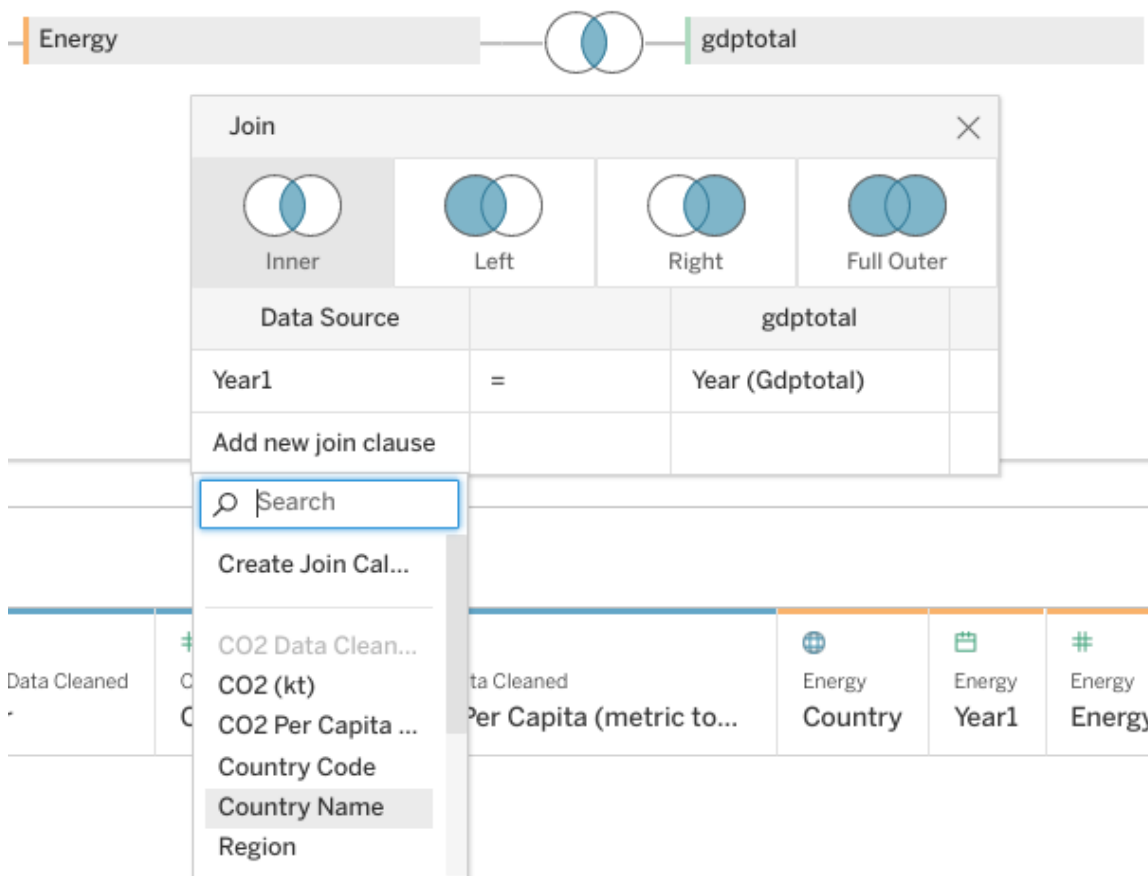 Energy
gdptotal
Join
Inner
Left
Right
Full Outer
Data Source
gdptotal
Year1
=
Year (Gdptotal)
Add new join clause
Search
Create Join Cal...
CO2 Data Clean...
CO2 (kt)
CO2 Per Capita ...
Country Code
Country Name
Region
Data Cleaned
ta Cleaned
Per Capita (metric to...
Energy
Country
Energy
Year1
Energy
Energy